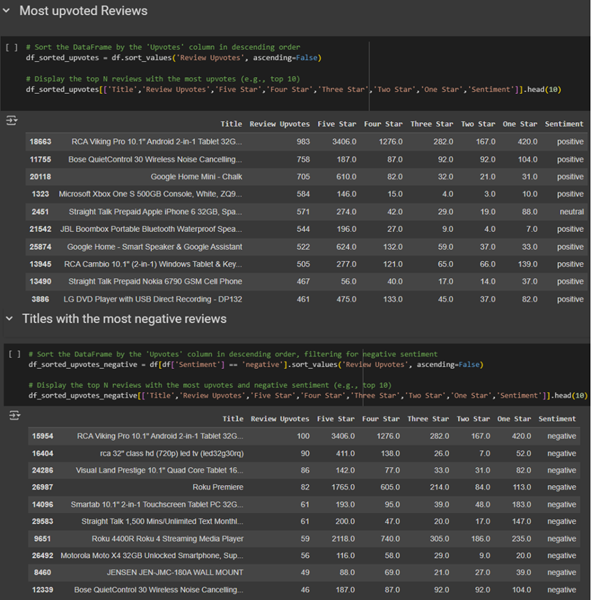 Most upvoted Reviews
[ ] # Sort the DataFrame by the 'Upvotes' column in descending order
df_sorted_upvotes = df.sort_values('Review Upvotes', ascending=False)
# Display the top N reviews with the most upvotes (e.g., top 10)
df_sorted_upvotes[['Title','Review Upvotes','Five Star','Four Star','Three Star','Two Star','One Star','Sentiment']].head(10)
Title Review Upvotes Five Star Four Star Three Star Two Star One Star Sentiment
18663 RCA Viking Pro 10.1" Android 2-in-1 Tablet 32G... 983 3406.0 1276.0 282.0 167.0 420.0 positive
11755 Bose QuietControl 30 Wireless Noise Cancelling... 758 187.0 87.0 92.0 92.0 104.0 positive
20118 Google Home Mini - Chalk 705 610.0 82.0 32.0 21.0 31.0 positive
1323 Microsoft Xbox One S 500GB Console, White, ZQ9... 584 146.0 15.0 4.0 3.0 10.0 positive
2451 Straight Talk Prepaid Apple iPhone 6 32GB, Spa... 571 274.0 42.0 29.0 19.0 88.0 neutral
21542 JBL Boombox Portable Bluetooth Waterproof Spea... 544 196.0 27.0 9.0 4.0 7.0 positive
25874 Google Home - Smart Speaker & Google Assistant 522 624.0 132.0 59.0 37.0 33.0 positive
13945 RCA Cambio 10.1" (2-in-1) Windows Tablet & Key... 505 277.0 121.0 65.0 66.0 139.0 positive
13490 Straight Talk Prepaid Nokia 6790 GSM Cell Phone 467 56.0 40.0 17.0 14.0 37.0 positive
3886 LG DVD Player with USB Direct Recording - DP132 461 475.0 133.0 45.0 37.0 82.0 positive
Titles with the most negative reviews
[ ] # Sort the DataFrame by the 'Upvotes' column in descending order, filtering for negative sentiment
df_sorted_upvotes_negative = df[df['Sentiment'] == 'negative'].sort_values('Review Upvotes', ascending=False)
# Display the top N reviews with the most upvotes and negative sentiment (e.g., top 10)
df_sorted_upvotes_negative[['Title','Review Upvotes','Five Star','Four Star','Three Star','Two Star','One Star','Sentiment']].head(10)
Title Review Upvotes Five Star Four Star Three Star Two Star One Star Sentiment
15954 RCA Viking Pro 10.1" Android 2-in-1 Tablet 32G... 100 3406.0 1276.0 282.0 167.0 420.0 negative
16404 rca 32" class hd (720p) led tv (led32g30rq) 90 411.0 138.0 26.0 7.0 52.0 negative
24286 Visual Land Prestige 10.1" Quad Core Tablet 16... 86 142.0 77.0 33.0 31.0 82.0 negative
26987 Roku Premiere 82 1765.0 605.0 214.0 84.0 113.0 negative
14096 Smartab 10.1" 2-in-1 Touchscreen Tablet PC 32G... 61 193.0 95.0 39.0 48.0 183.0 negative
29583 Straight Talk 1,500 Mins/Unlimited Text Monthl... 61 200.0 47.0 20.0 17.0 147.0 negative
9651 Roku 4400R Roku 4 Streaming Media Player 59 2118.0 740.0 305.0 186.0 235.0 negative
26492 Motorola Moto X4 32GB Unlocked Smartphone, Sup... 56 116.0 58.0 29.0 9.0 20.0 negative
8460 JENSEN JEN-JMC-180A WALL MOUNT 49 88.0 69.0 21.0 27.0 39.0 negative
12339 Bose QuietControl 30 Wireless Noise Cancelling... 46 187.0 87.0 92.0 92.0 104.0 negative